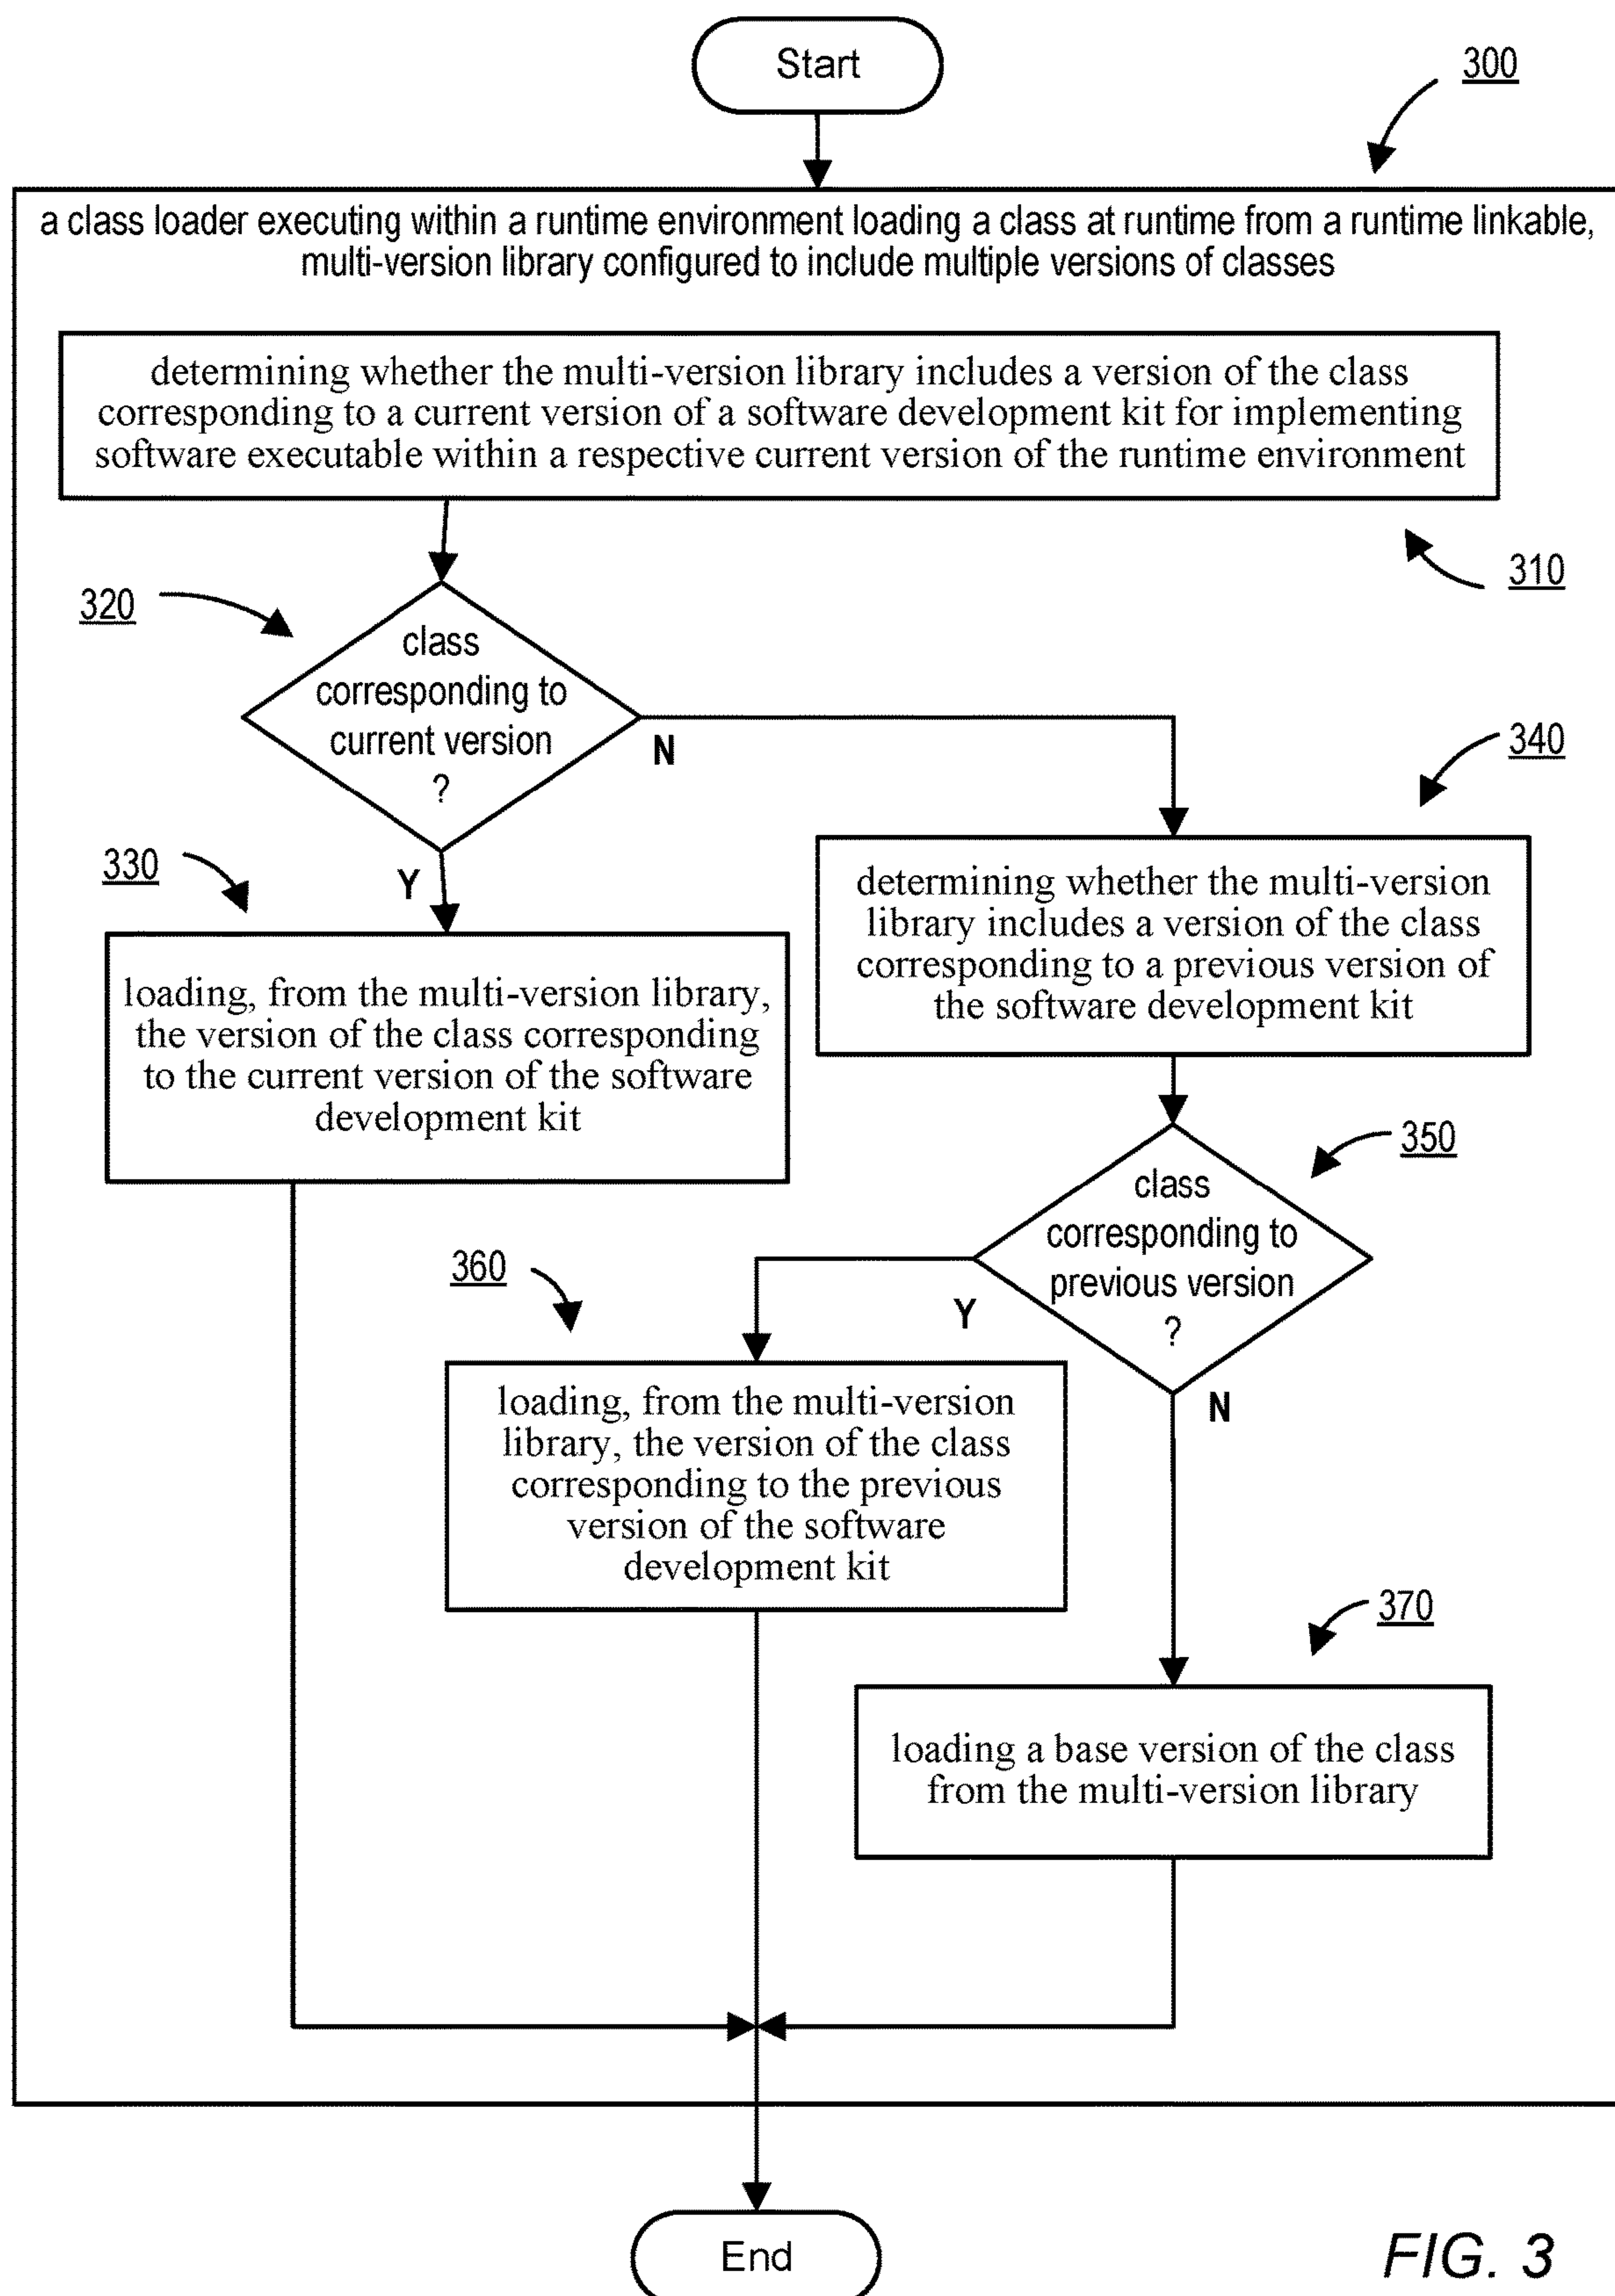 Start
300
a class loader executing within a runtime environment loading a class at runtime from a runtime linkable,
multi-version library configured to include multiple versions of classes
determining whether the multi-version library includes a version of the class
corresponding to a current version of a software development kit for implementing
software executable within a respective current version of the runtime environment
310
320
class
corresponding to
current version
?
N
Y
340
330
determining whether the multi-version
library includes a version of the class
corresponding to a previous version of
the software development kit
loading, from the multi-version library,
the version of the class corresponding
to the current version of the software
development kit
350
class
corresponding to
previous version
?
Y
N
360
loading, from the multi-version
library, the version of the class
corresponding to the previous
version of the software
development kit
370
loading a base version of the class
from the multi-version library
End
FIG. 3